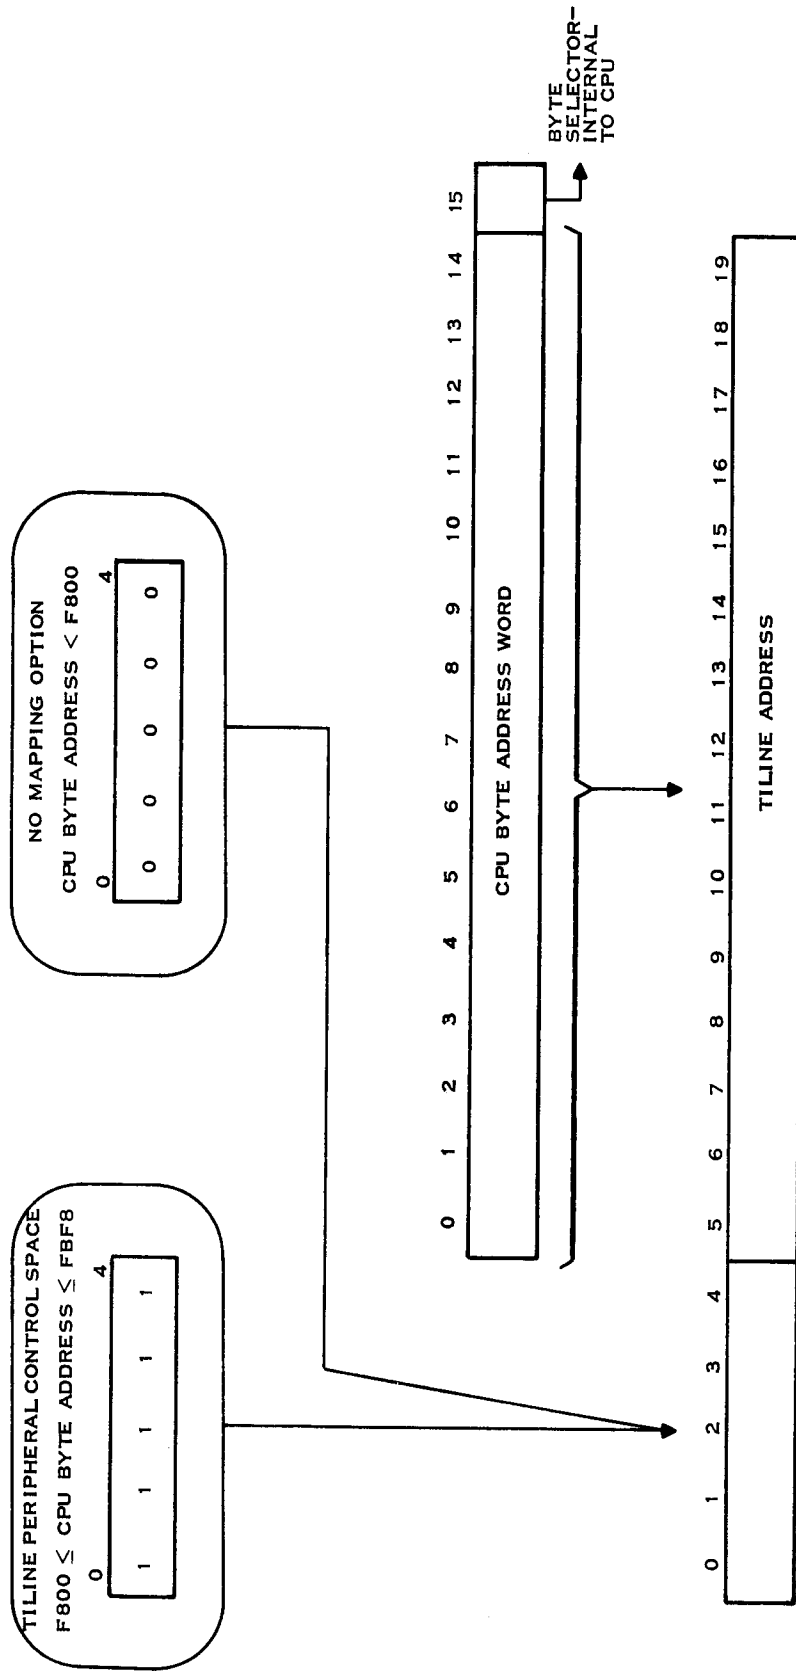 TILINE PERIPHERAL CONTROL SPACE
F800 ≤ CPU BYTE ADDRESS ≤ FBF8
0 4
1 1 1 1 1
NO MAPPING OPTION
CPU BYTE ADDRESS < F800
0 4
0 0 0 0 0
0 1 2 3 4 5 6 7 8 9 10 11 12 13 14 15
CPU BYTE ADDRESS WORD
BYTE
SELECTOR–
INTERNAL
TO CPU
0 1 2 3 4 5 6 7 8 9 10 11 12 13 14 15 16 17 18 19
TILINE ADDRESS